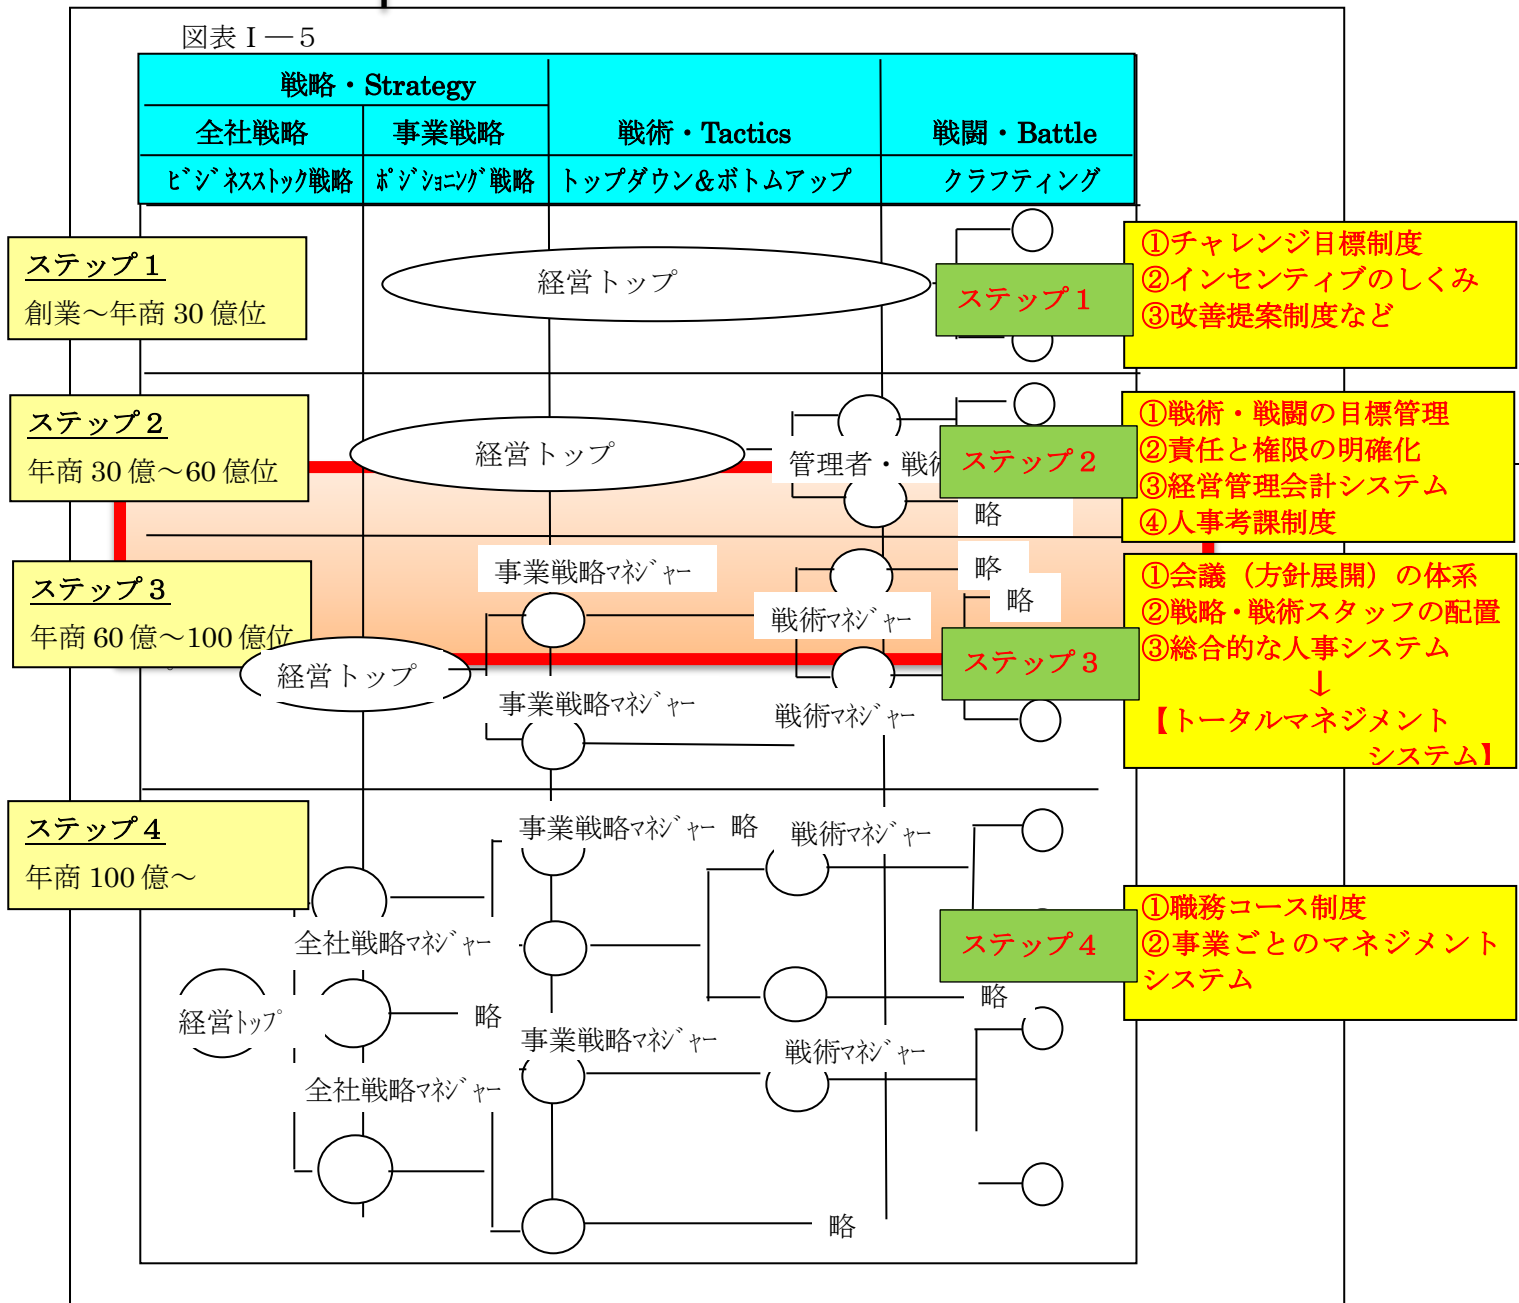 図表Ⅰ―5
戦略・Strategy
全社戦略
事業戦略
戦術・Tactics
戦闘・Battle
ﾋﾞｼﾞﾈｽｽﾄｯｸ戦略
ﾎﾟｼﾞｼｮﾆﾝｸﾞ戦略
トップダウン&ボトムアップ
クラフティング
ステップ1
創業～年商30億位
経営トップ
ステップ1
①チャレンジ目標制度
②インセンティブのしくみ
③改善提案制度など
ステップ2
年商30億～60億位
経営トップ
管理者・戦術
略
ステップ2
①戦術・戦闘の目標管理
②責任と権限の明確化
③経営管理会計システム
④人事考課制度
ステップ3
年商60億～100億位
経営トップ
事業戦略ﾏﾈｼﾞｬｰ
戦術ﾏﾈｼﾞｬｰ
略
略
事業戦略ﾏﾈｼﾞｬｰ
戦術ﾏﾈｼﾞｬｰ
ステップ3
①会議（方針展開）の体系
②戦略・戦術スタッフの配置
③総合的な人事システム
↓
【トータルマネジメント
システム】
ステップ4
年商100億～
事業戦略ﾏﾈｼﾞｬｰ 略
戦術ﾏﾈｼﾞｬｰ
全社戦略ﾏﾈｼﾞｬｰ
経営ﾄｯﾌﾟ
略
略
事業戦略ﾏﾈｼﾞｬｰ
戦術ﾏﾈｼﾞｬｰ
全社戦略ﾏﾈｼﾞｬｰ
略
ステップ4
①職務コース制度
②事業ごとのマネジメント
システム